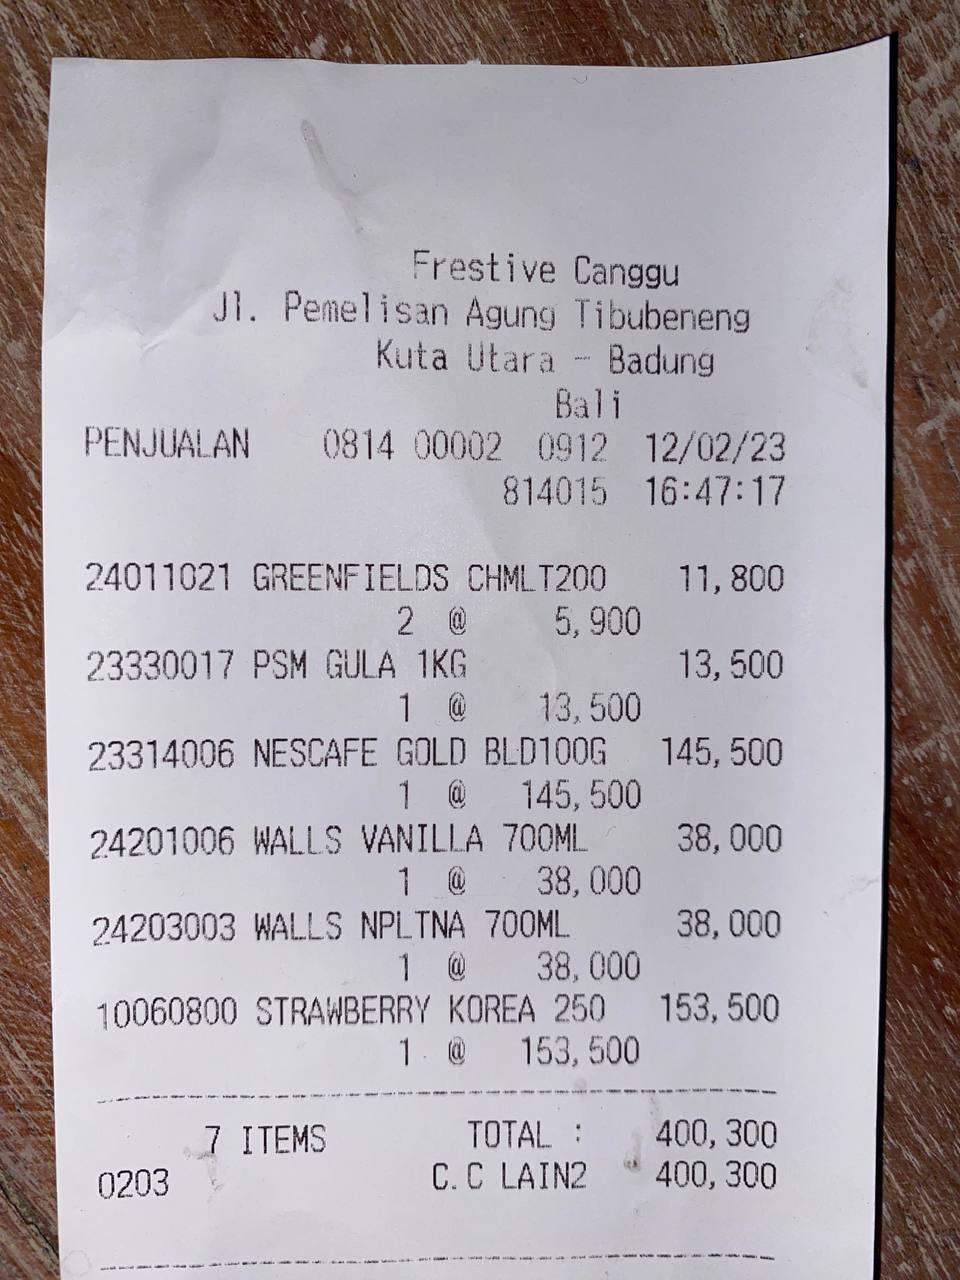 Frestive Canggu
Jl. Pemelisan Agung Tibubeneng
Kuta Utara - Badung
Bali
PENJUALAN 0814 00002 0912 12/02/23
814015 16:47:17
24011021 GREENFIELDS CHMLT200 11,800
2 @ 5,900
23330017 PSM GULA 1KG 13,500
1 @ 13,500
23314006 NESCAFE GOLD BLD100G 145,500
1 @ 145,500
24201006 WALLS VANILLA 700ML 38,000
1 @ 38,000
24203003 WALLS NPLTNA 700ML 38,000
1 @ 38,000
10060800 STRAWBERRY KOREA 250 153,500
1 @ 153,500
7 ITEMS TOTAL : 400,300
0203 C.C LAIN2 400,300